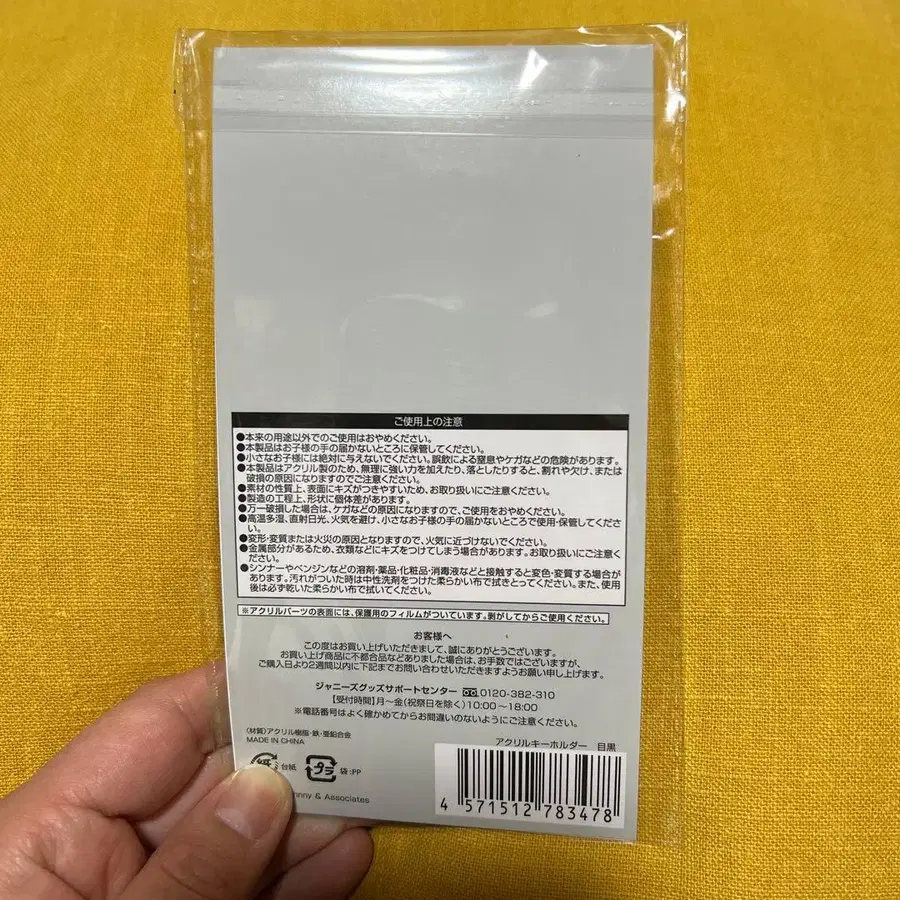 ご使用上の注意
●本来の用途以外でのご使用はおやめください。
●本製品はお子様の手の届かないところに保管してください。
●小さなお子様には絶対に与えないでください。誤飲による窒息やケガなどの危険があります。
●本製品はアクリル製のため、無理に強い力を加えたり、落としたりすると、割れや欠け、または
破損の原因になりますのでご注意ください。
●素材の性質上、表面にキズがつきやすいため、お取り扱いにご注意ください。
●製造の工程上、形状に個体差があります。
●万一破損した場合は、ケガなどの原因になりますので、ご使用をおやめください。
●高温多湿、直射日光、火気を避け、小さなお子様の手の届かないところで使用・保管してくださ
い。
●変形・変質または火災の原因となりますので、火気に近づけないでください。
●金属部分があるため、衣類などにキズをつけてしまう場合があります。お取り扱いにご注意く
ださい。
●シンナーやベンジンなどの溶剤・薬品・化粧品・消毒液などと接触すると変色・変質する場合が
あります。汚れがついた時は中性洗剤をつけた柔らかい布で拭きとってください。また、使用
後は必ず乾いた柔らかい布で拭いてください。
※アクリルパーツの表面には、保護用のフィルムがついています。剥がしてからご使用ください。
お客様へ
この度はお買い上げいただきまして、誠にありがとうございます。
お買い上げ商品に不都合品などありました場合は、お手数ではございますが、
ご購入日より2週間以内に下記までお問い合わせいただきますようお願い申し上げます。
ジャニーズグッズサポートセンター 0120-382-310
【受付時間】月〜金(祝祭日を除く)10:00〜18:00
※電話番号はよく確かめてからお間違いのないようにご注意ください。
〈材質〉アクリル樹脂・鉄・亜鉛合金
MADE IN CHINA
アクリルキーホルダー 目黒
紙 台紙 プラ 袋:PP
& Associates
4 571512 783478